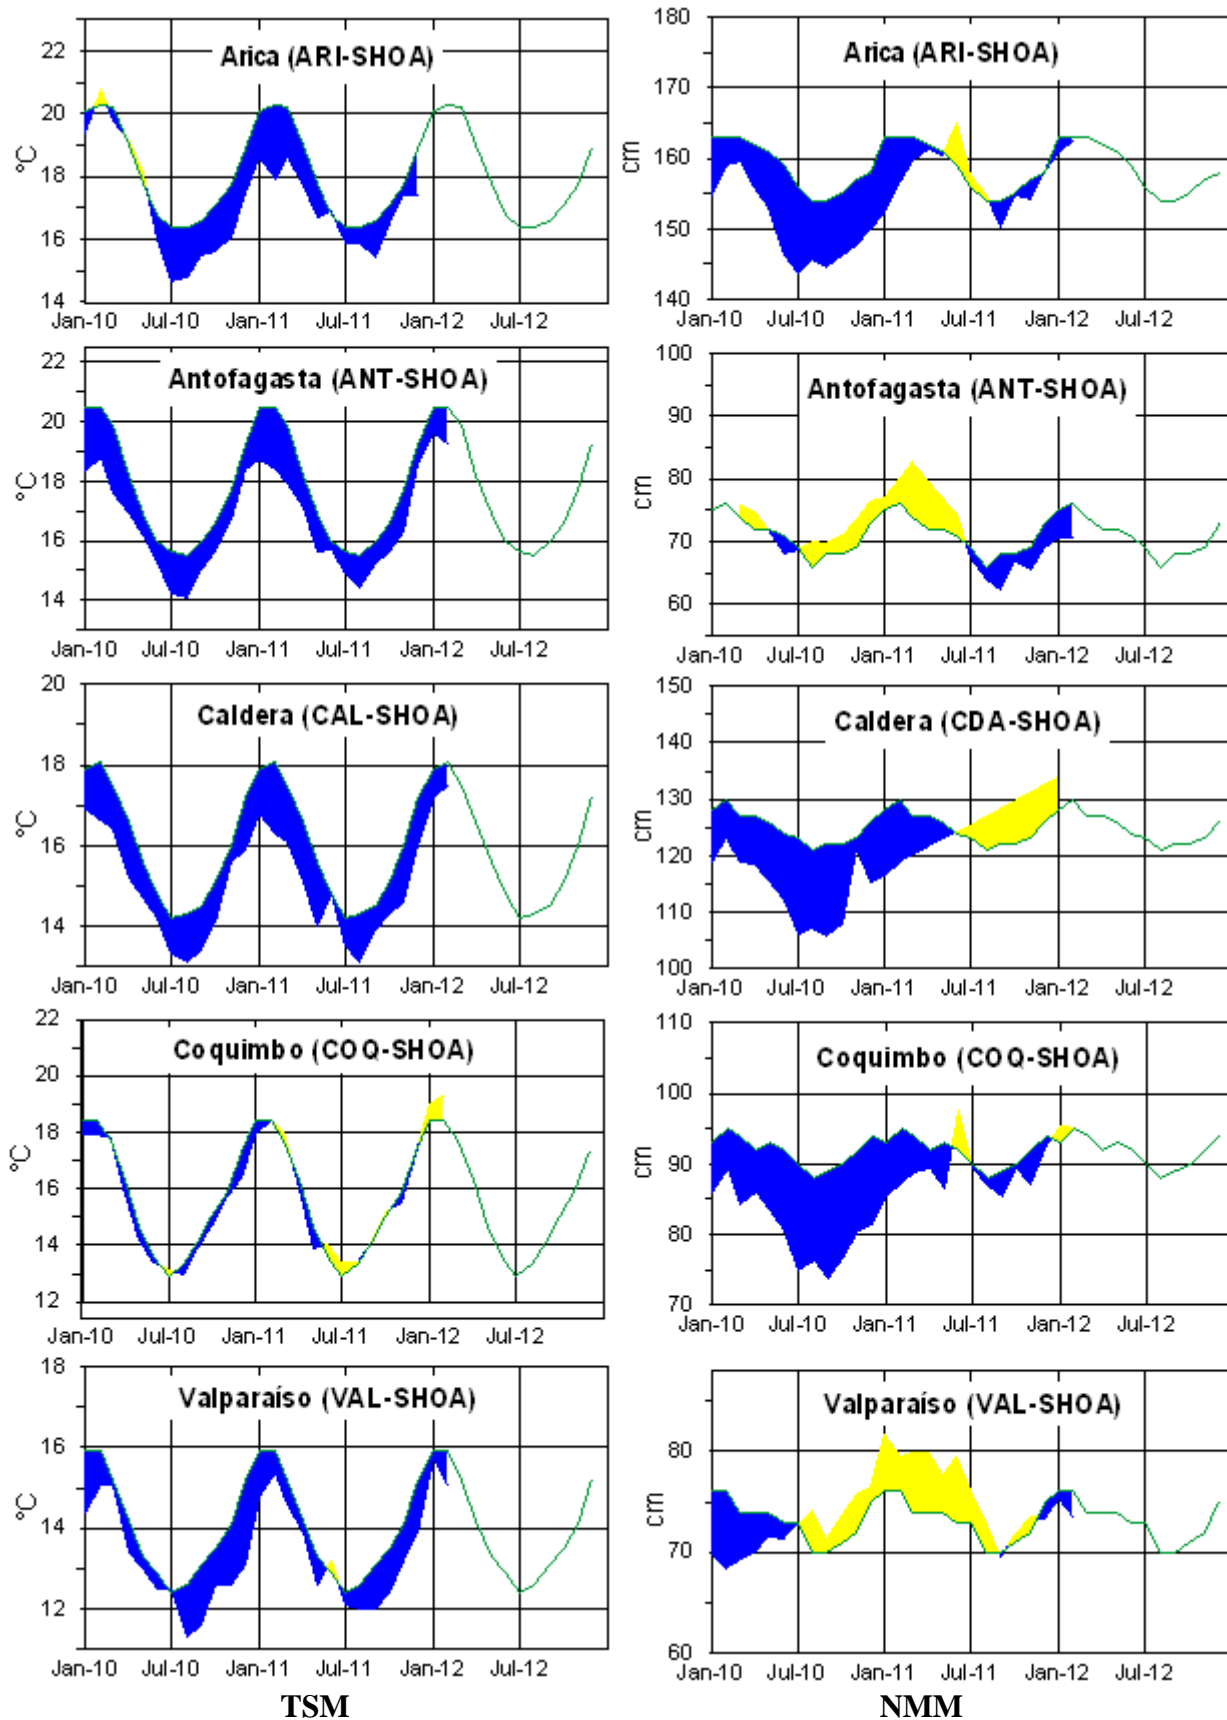 Arica (ARI-SHOA)
22
20
18
16
14
°C
Jan-10 Jul-10 Jan-11 Jul-11 Jan-12 Jul-12
Arica (ARI-SHOA)
180
170
160
150
140
cm
Jan-10 Jul-10 Jan-11 Jul-11 Jan-12 Jul-12
Antofagasta (ANT-SHOA)
22
20
18
16
14
°C
Jan-10 Jul-10 Jan-11 Jul-11 Jan-12 Jul-12
Antofagasta (ANT-SHOA)
100
90
80
70
60
cm
Jan-10 Jul-10 Jan-11 Jul-11 Jan-12 Jul-12
Caldera (CAL-SHOA)
20
18
16
14
°C
Jan-10 Jul-10 Jan-11 Jul-11 Jan-12 Jul-12
Caldera (CDA-SHOA)
150
140
130
120
110
100
cm
Jan-10 Jul-10 Jan-11 Jul-11 Jan-12 Jul-12
Coquimbo (COQ-SHOA)
22
20
18
16
14
12
°C
Jan-10 Jul-10 Jan-11 Jul-11 Jan-12 Jul-12
Coquimbo (COQ-SHOA)
110
100
90
80
70
cm
Jan-10 Jul-10 Jan-11 Jul-11 Jan-12 Jul-12
Valparaíso (VAL-SHOA)
18
16
14
12
°C
Jan-10 Jul-10 Jan-11 Jul-11 Jan-12 Jul-12
Valparaíso (VAL-SHOA)
80
70
60
cm
Jan-10 Jul-10 Jan-11 Jul-11 Jan-12 Jul-12
TSM
NMM